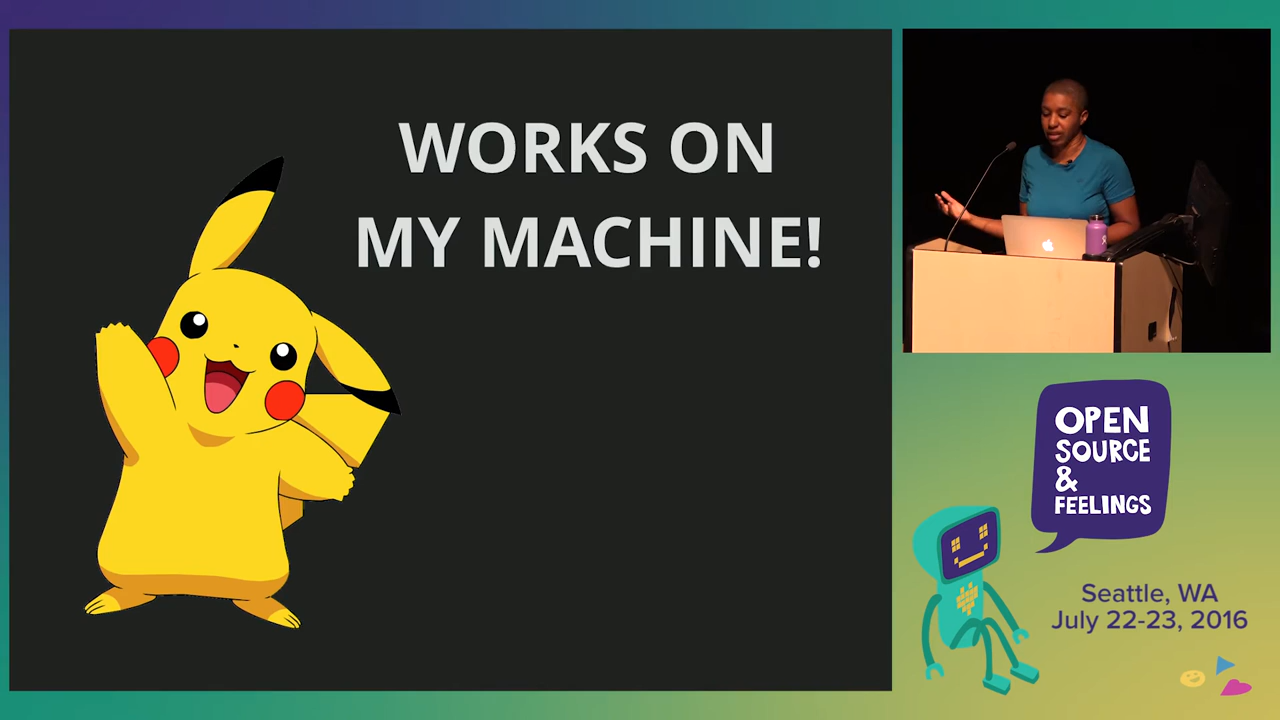 WORKS ON
MY MACHINE!
OPEN
SOURCE
&
FEELINGS
Seattle, WA
July 22-23, 2016